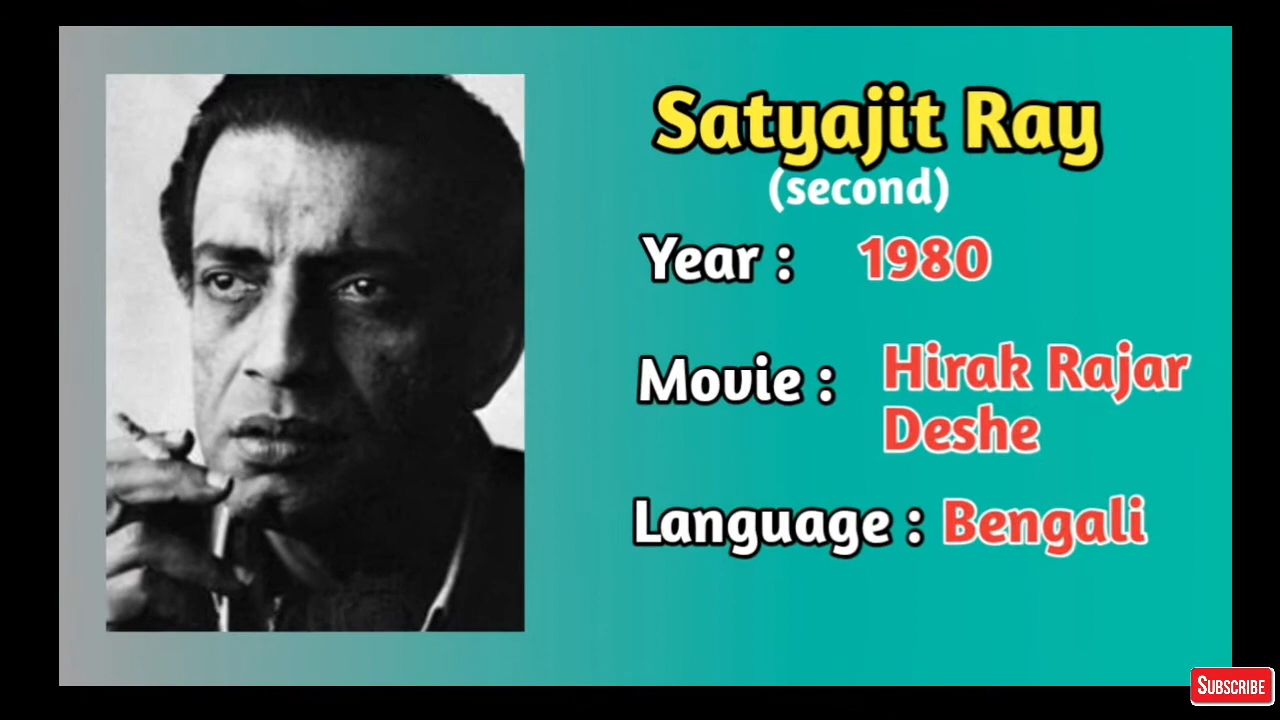 Satyajit Ray
(second)
Year : 1980
Movie : Hirak Rajar
Deshe
Language : Bengali
SUBSCRIBE